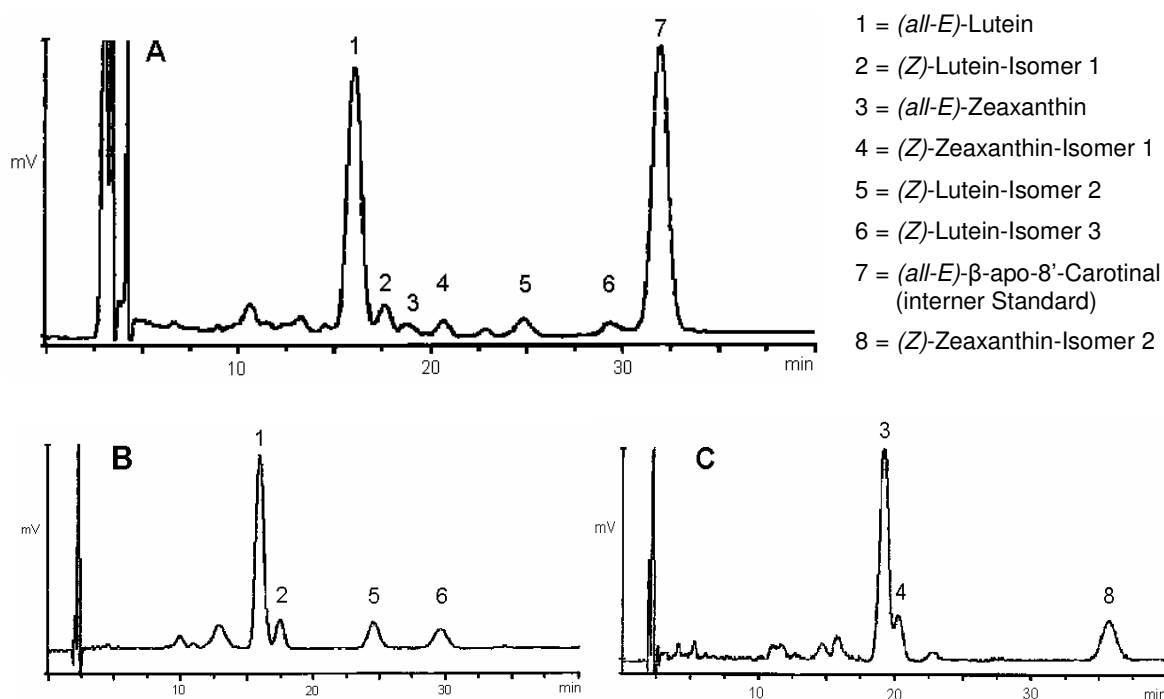 A
mV
1
2
3
4
5
6
7
10
20
30
min
1 = (all-E)-Lutein
2 = (Z)-Lutein-Isomer 1
3 = (all-E)-Zeaxanthin
4 = (Z)-Zeaxanthin-Isomer 1
5 = (Z)-Lutein-Isomer 2
6 = (Z)-Lutein-Isomer 3
7 = (all-E)-β-apo-8'-Carotinal
(interner Standard)
8 = (Z)-Zeaxanthin-Isomer 2
B
mV
1
2
5
6
10
20
30
min
C
mV
3
4
8
10
20
30
min